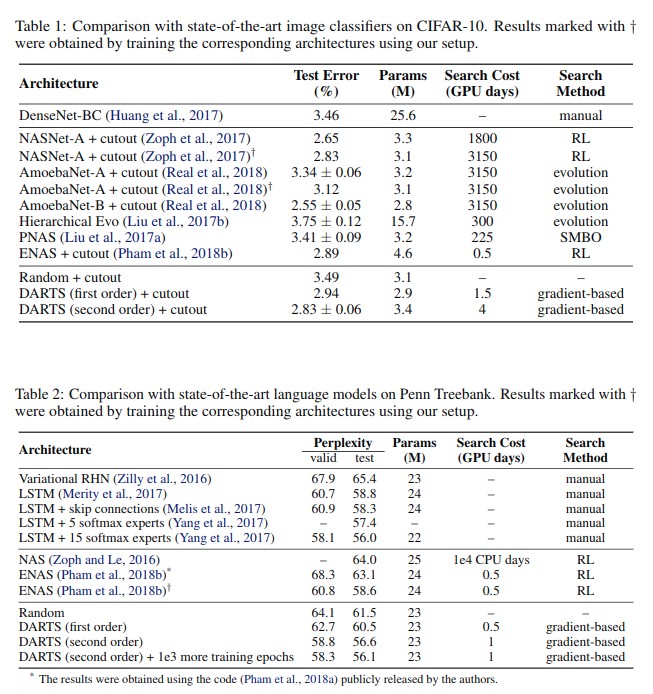 Table 1: Comparison with state-of-the-art image classifiers on CIFAR-10. Results marked with †
were obtained by training the corresponding architectures using our setup.
Architecture Test Error (%) Params (M) Search Cost (GPU days) Search Method
DenseNet-BC (Huang et al., 2017) 3.46 25.6 – manual
NASNet-A + cutout (Zoph et al., 2017) 2.65 3.3 1800 RL
NASNet-A + cutout (Zoph et al., 2017)† 2.83 3.1 3150 RL
AmoebaNet-A + cutout (Real et al., 2018) 3.34 ± 0.06 3.2 3150 evolution
AmoebaNet-A + cutout (Real et al., 2018)† 3.12 3.1 3150 evolution
AmoebaNet-B + cutout (Real et al., 2018) 2.55 ± 0.05 2.8 3150 evolution
Hierarchical Evo (Liu et al., 2017b) 3.75 ± 0.12 15.7 300 evolution
PNAS (Liu et al., 2017a) 3.41 ± 0.09 3.2 225 SMBO
ENAS + cutout (Pham et al., 2018b) 2.89 4.6 0.5 RL
Random + cutout 3.49 3.1 – –
DARTS (first order) + cutout 2.94 2.9 1.5 gradient-based
DARTS (second order) + cutout 2.83 ± 0.06 3.4 4 gradient-based
Table 2: Comparison with state-of-the-art language models on Penn Treebank. Results marked with †
were obtained by training the corresponding architectures using our setup.
Architecture Perplexity valid test Params (M) Search Cost (GPU days) Search Method
Variational RHN (Zilly et al., 2016) 67.9 65.4 23 – manual
LSTM (Merity et al., 2017) 60.7 58.8 24 – manual
LSTM + skip connections (Melis et al., 2017) 60.9 58.3 24 – manual
LSTM + 5 softmax experts (Yang et al., 2017) – 57.4 – – manual
LSTM + 15 softmax experts (Yang et al., 2017) 58.1 56.0 22 – manual
NAS (Zoph and Le, 2016) – 64.0 25 1e4 CPU days RL
ENAS (Pham et al., 2018b)* 68.3 63.1 24 0.5 RL
ENAS (Pham et al., 2018b)† 60.8 58.6 24 0.5 RL
Random 64.1 61.5 23 – –
DARTS (first order) 62.7 60.5 23 0.5 gradient-based
DARTS (second order) 58.8 56.6 23 1 gradient-based
DARTS (second order) + 1e3 more training epochs 58.3 56.1 23 1 gradient-based
* The results were obtained using the code (Pham et al., 2018a) publicly released by the authors.